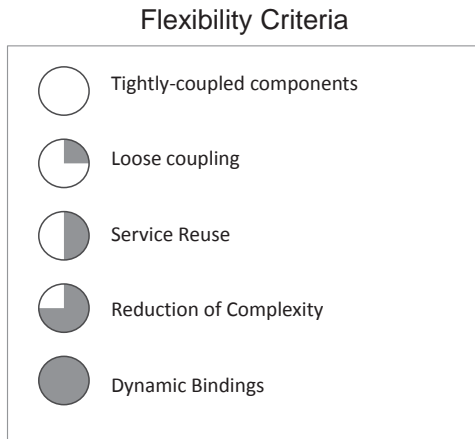 Flexibility Criteria
Tightly-coupled components
Loose coupling
Service Reuse
Reduction of Complexity
Dynamic Bindings